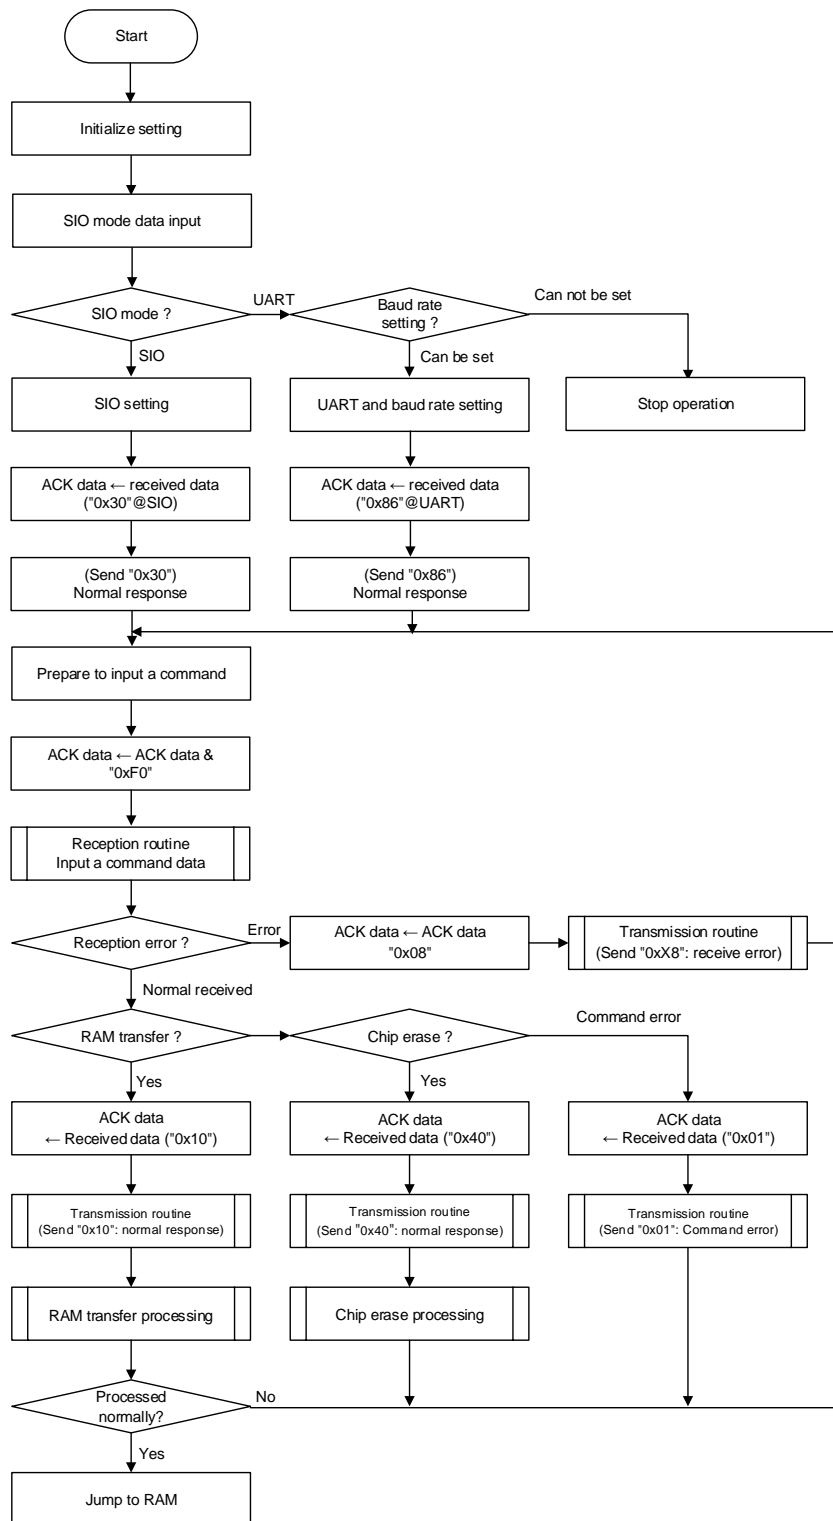 Start
Initialize setting
SIO mode data input
SIO mode ?
UART
Baud rate
setting ?
Can not be set
SIO
Can be set
SIO setting
UART and baud rate setting
Stop operation
ACK data ← received data
("0x30"@SIO)
ACK data ← received data
("0x86"@UART)
(Send "0x30")
Normal response
(Send "0x86")
Normal response
Prepare to input a command
ACK data ← ACK data &
"0xF0"
Reception routine
Input a command data
Reception error ?
Error
ACK data ← ACK data
"0x08"
Transmission routine
(Send "0xX8": receive error)
Normal received
RAM transfer ?
Chip erase ?
Command error
Yes
Yes
ACK data
← Received data ("0x10")
ACK data
← Received data ("0x40")
ACK data
← Received data ("0x01")
Transmission routine
(Send "0x10": normal response)
Transmission routine
(Send "0x40": normal response)
Transmission routine
(Send "0x01": Command error)
RAM transfer processing
Chip erase processing
Processed
normally?
No
Yes
Jump to RAM